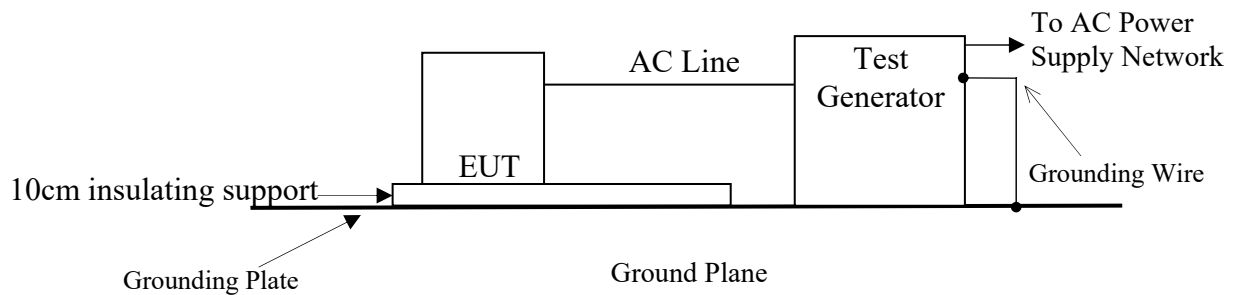 To AC Power
Supply Network
AC Line
Test
Generator
EUT
10cm insulating support
Grounding Wire
Grounding Plate
Ground Plane